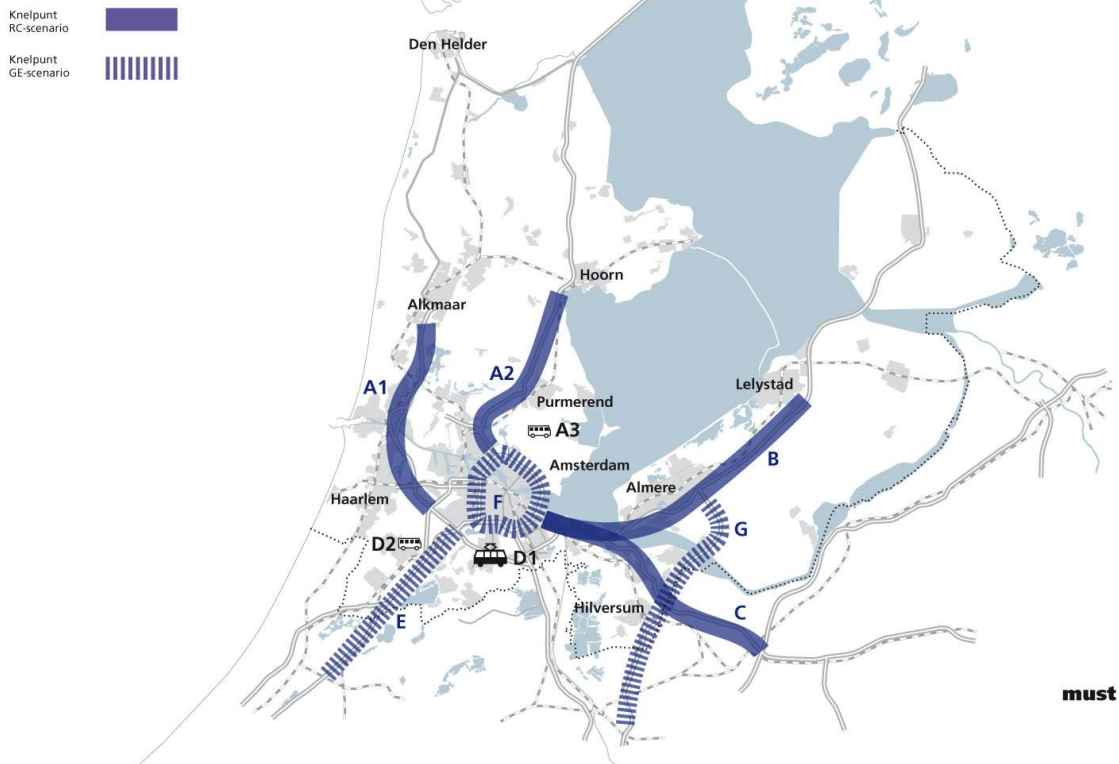 Knelpunt
RC-scenario
Knelpunt
GE-scenario
Den Helder
Hoorn
Alkmaar
A1
A2
Lelystad
Purmerend
A3
B
Amsterdam
Almere
Haarlem
F
G
D2
D1
Hilversum
C
E
must